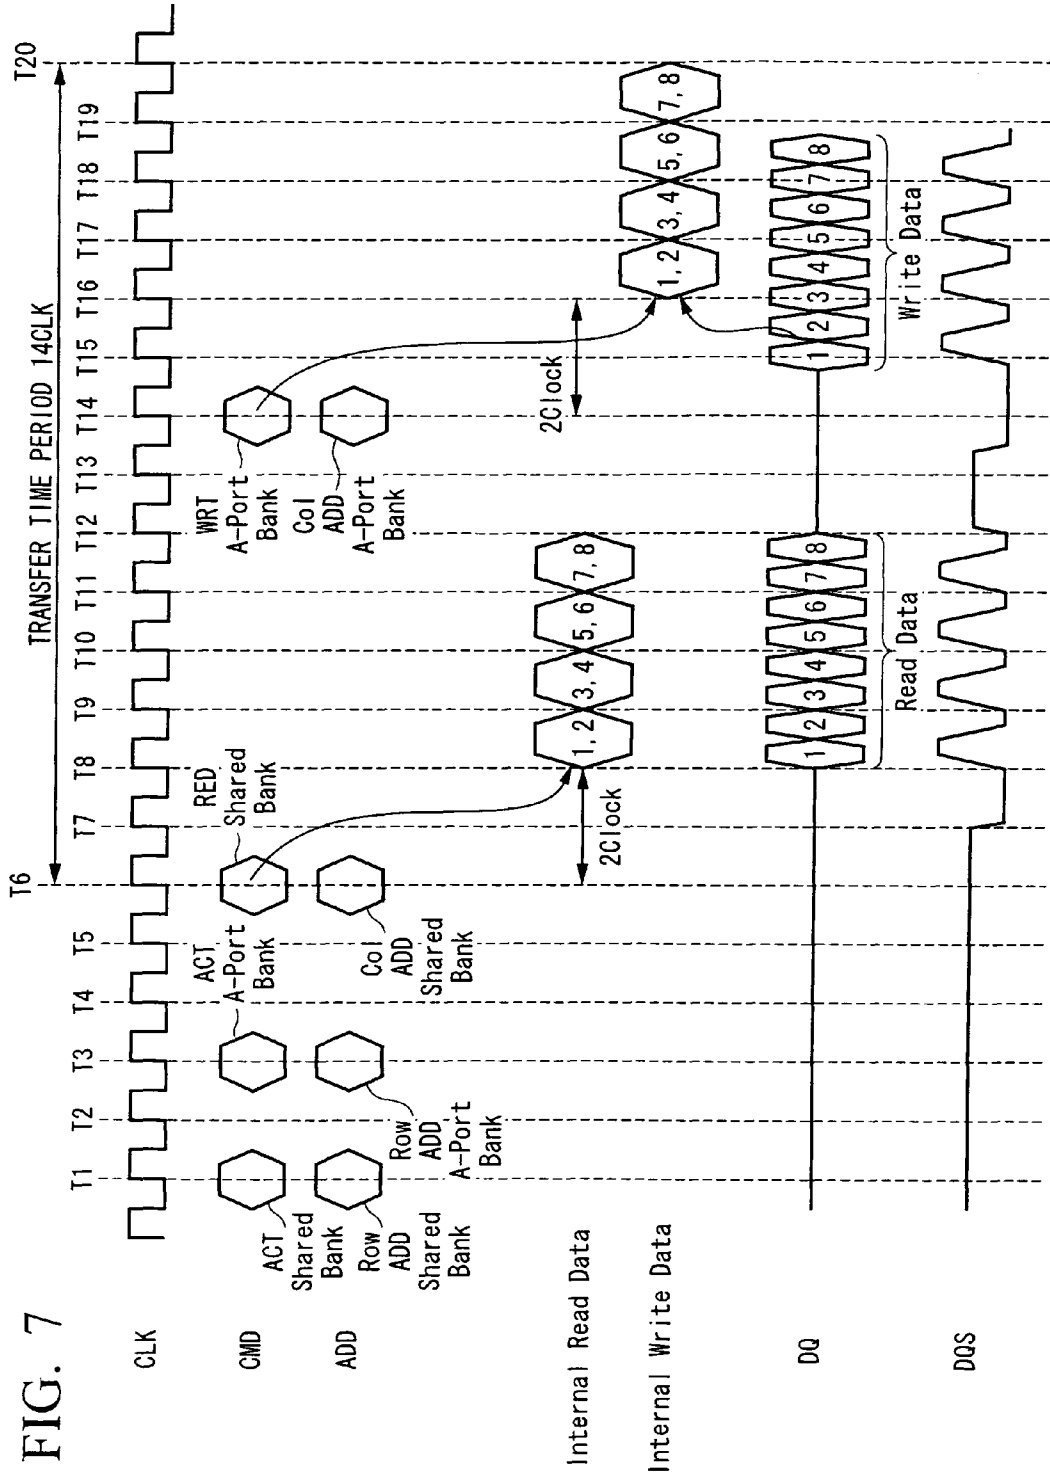 FIG. 7
TRANSFER TIME PERIOD 14CLK
T6
T20
T1
T2
T3
T4
T5
T7
T8
T9
T10
T11
T12
T13
T14
T15
T16
T17
T18
T19
CLK
CMD
ACT
Shared
Bank
ACT
A-Port
Bank
RED
Shared
Bank
WRT
A-Port
Bank
ADD
Row
ADD
Shared
Bank
Row
ADD
A-Port
Bank
Col
ADD
Shared
Bank
Col
ADD
A-Port
Bank
Internal Read Data
2Clock
1, 2
3, 4
5, 6
7, 8
Internal Write Data
2Clock
1, 2
3, 4
5, 6
7, 8
DQ
1 2 3 4 5 6 7 8
Read Data
1 2 3 4 5 6 7 8
Write Data
DQS